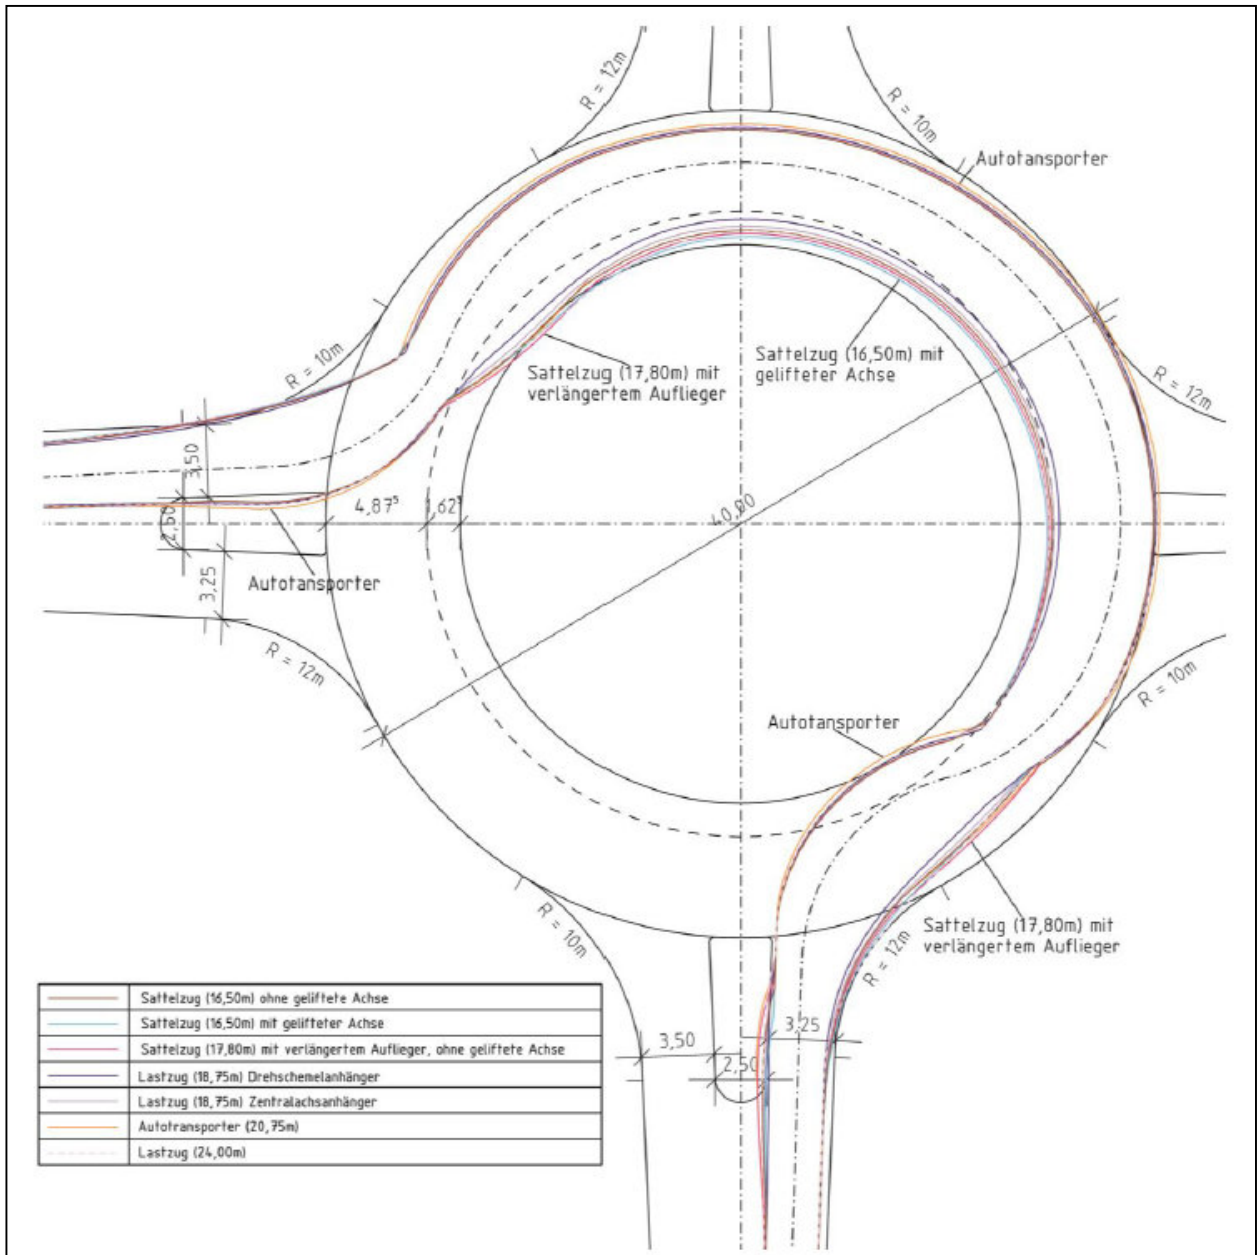 R = 12m
R = 10m
Autotansporter
R = 10m
R = 12m
Sattelzug (17,80m) mit
verlängertem Auflieger
Sattelzug (16,50m) mit
gelifteter Achse
3,50
2,50
4,87⁵
1,62⁵
40,00
3,25
Autotansporter
R = 12m
R = 10m
Autotansporter
R = 10m
R = 12m
Sattelzug (17,80m) mit
verlängertem Auflieger
3,50
3,25
2,50
Sattelzug (16,50m) ohne geliftete Achse
Sattelzug (16,50m) mit gelifteter Achse
Sattelzug (17,80m) mit verlängertem Auflieger, ohne geliftete Achse
Lastzug (18,75m) Drehschemelanhänger
Lastzug (18,75m) Zentralachsanhänger
Autotransporter (20,75m)
Lastzug (24,00m)